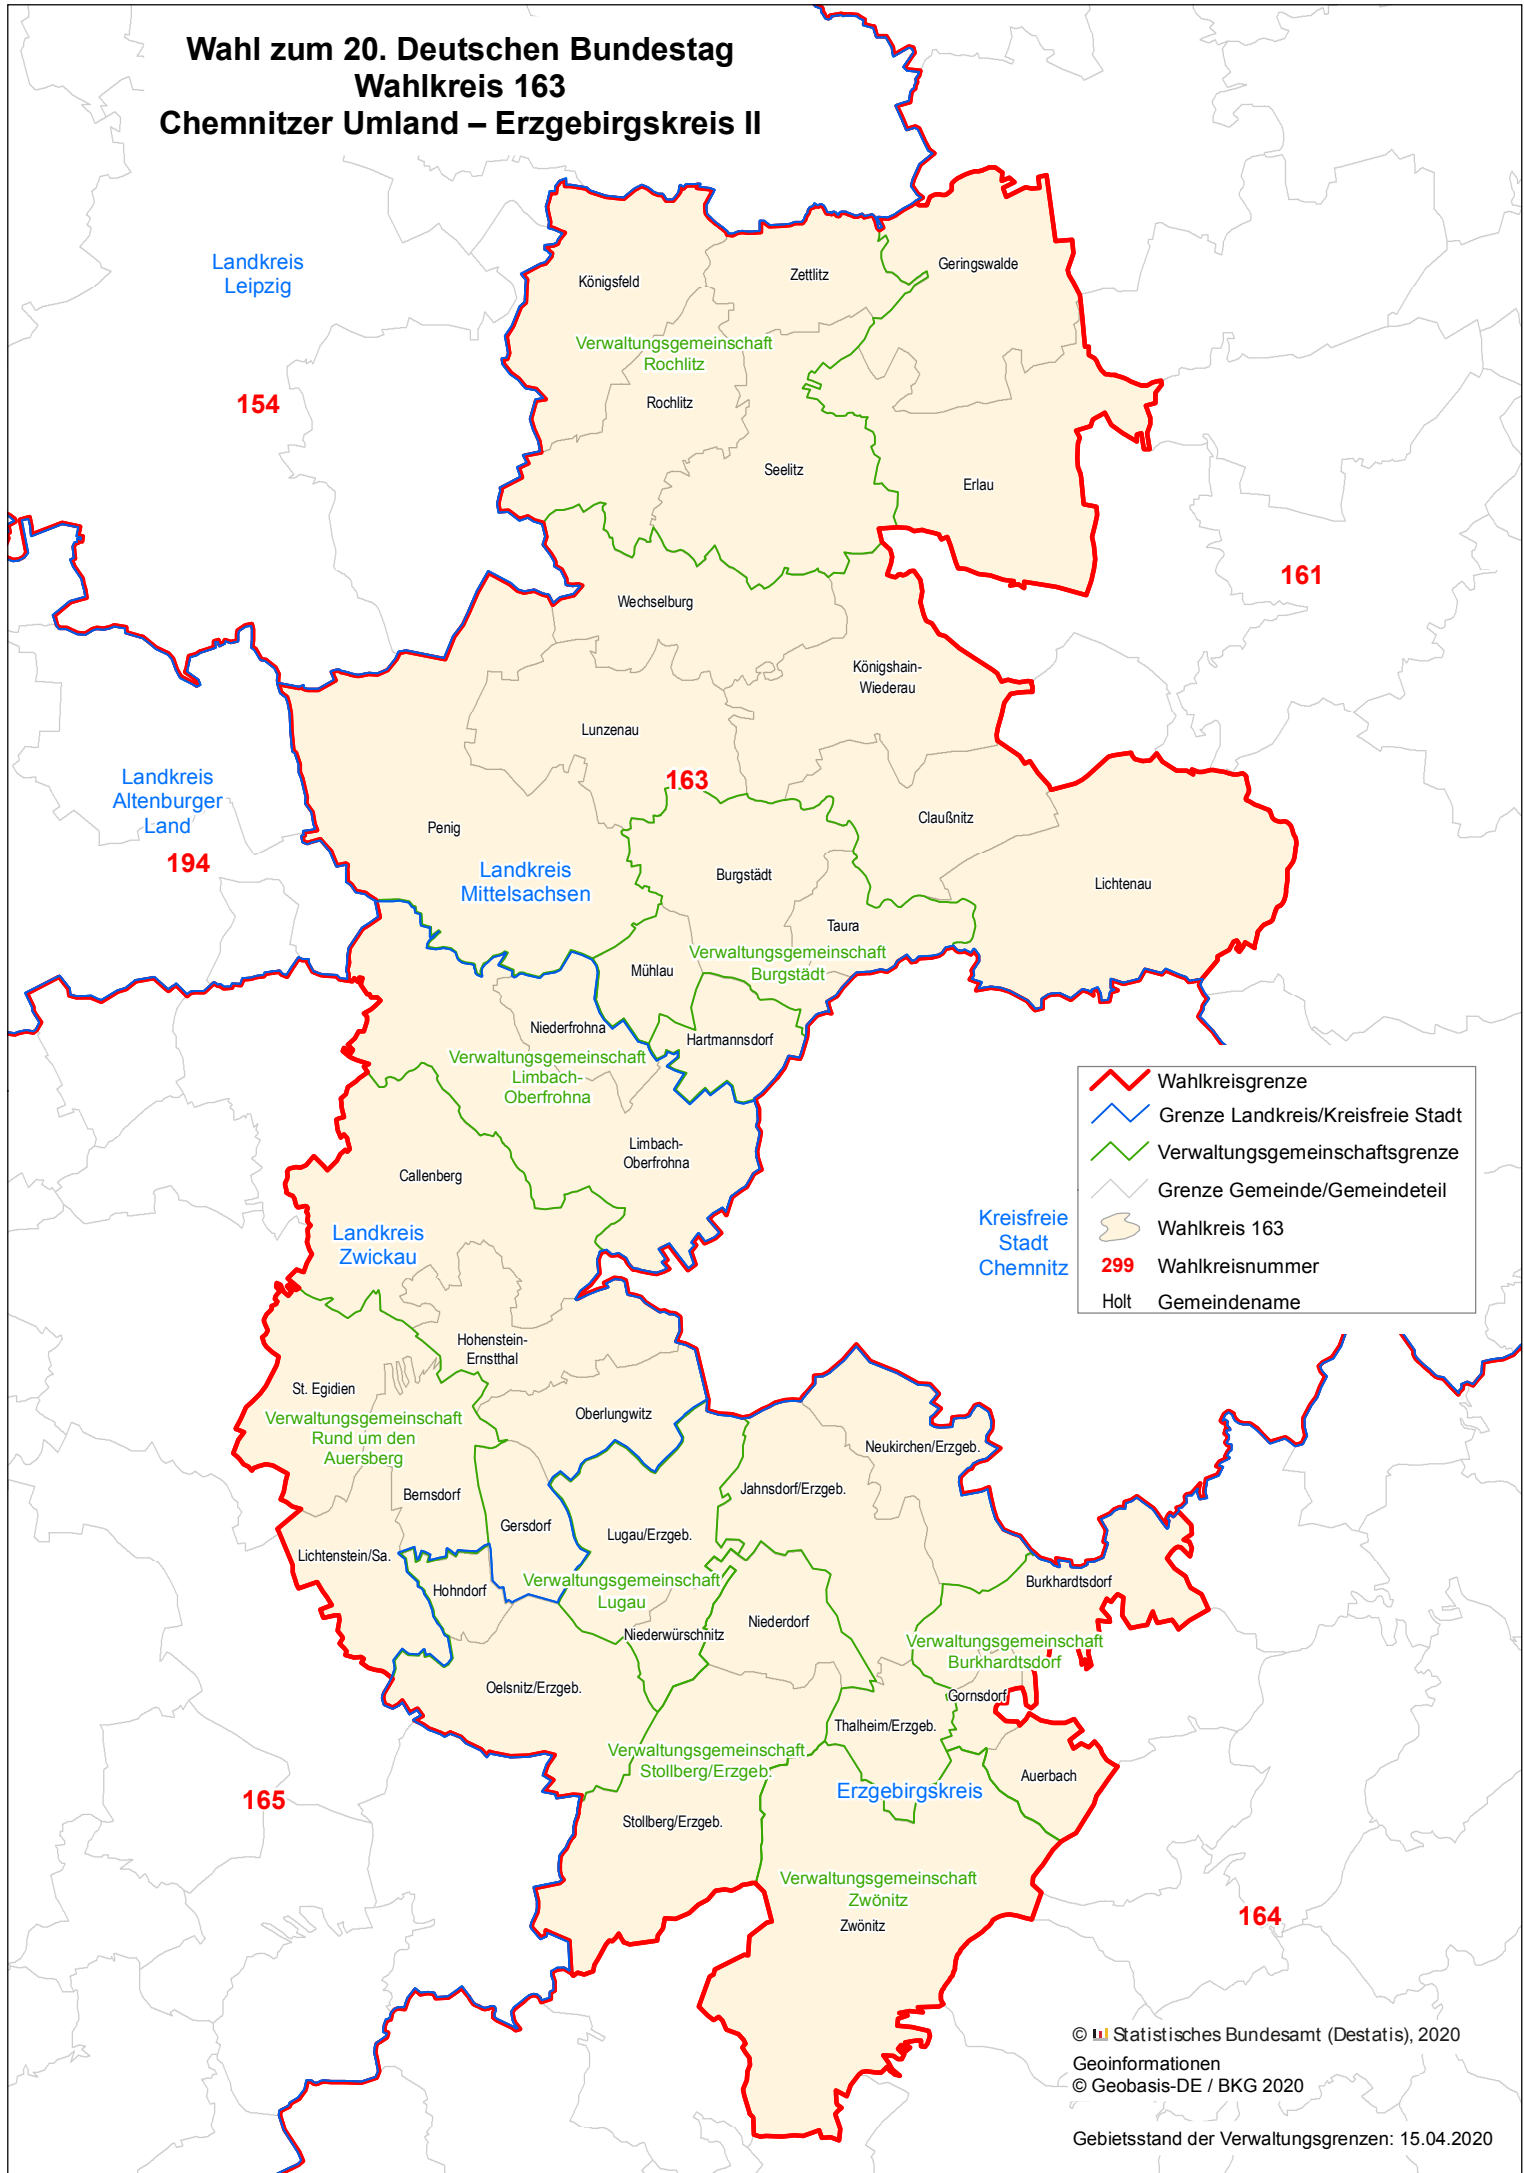 Wahl zum 20. Deutschen Bundestag
Wahlkreis 163
Chemnitzer Umland – Erzgebirgskreis II
Landkreis
Leipzig
154
Königsfeld
Zettlitz
Geringswalde
Verwaltungsgemeinschaft
Rochlitz
Rochlitz
Seelitz
Erlau
161
Wechselburg
Königshain-
Wiederau
Lunzenau
163
Landkreis
Altenburger
Land
194
Penig
Landkreis
Mittelsachsen
Claußnitz
Burgstädt
Lichtenau
Taura
Verwaltungsgemeinschaft
Burgstädt
Mühlau
Niederfrohna
Hartmannsdorf
Verwaltungsgemeinschaft
Limbach-
Oberfrohna
Limbach-
Oberfrohna
Callenberg
Landkreis
Zwickau
Kreisfreie
Stadt
Chemnitz
Wahlkreisgrenze
Grenze Landkreis/Kreisfreie Stadt
Verwaltungsgemeinschaftsgrenze
Grenze Gemeinde/Gemeindeteil
Wahlkreis 163
299 Wahlkreisnummer
Holt Gemeindename
Hohenstein-
Ernstthal
St. Egidien
Verwaltungsgemeinschaft
Rund um den
Auersberg
Oberlungwitz
Neukirchen/Erzgeb.
Jahnsdorf/Erzgeb.
Bernsdorf
Gersdorf
Lugau/Erzgeb.
Lichtenstein/Sa.
Hohndorf
Verwaltungsgemeinschaft
Lugau
Burkhardtsdorf
Niederwürschnitz
Niederdorf
Verwaltungsgemeinschaft
Burkhardtsdorf
Oelsnitz/Erzgeb.
Gornsdorf
Thalheim/Erzgeb.
Verwaltungsgemeinschaft
Stollberg/Erzgeb.
Auerbach
Erzgebirgskreis
165
Stollberg/Erzgeb.
Verwaltungsgemeinschaft
Zwönitz
Zwönitz
164
© Statistisches Bundesamt (Destatis), 2020
Geoinformationen
© Geobasis-DE / BKG 2020
Gebietsstand der Verwaltungsgrenzen: 15.04.2020